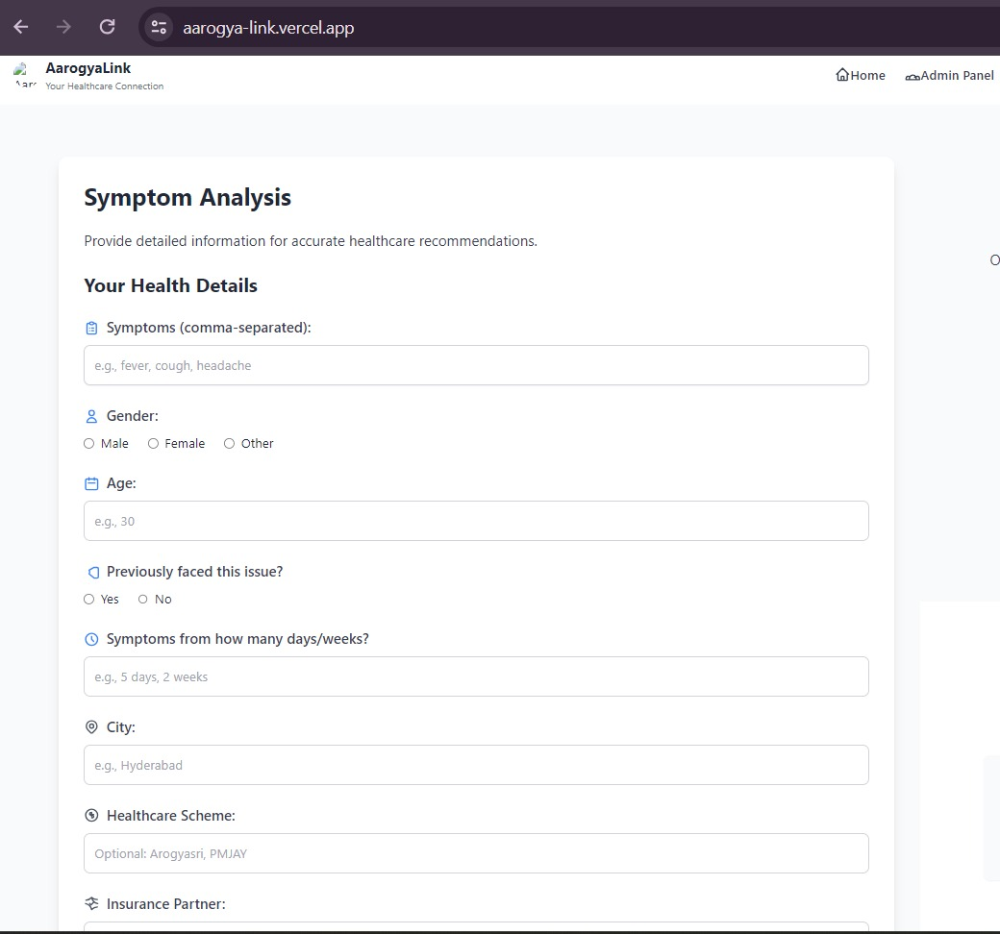 aarogya-link.vercel.app
AarogyaLink
Your Healthcare Connection
Home
Admin Panel
Symptom Analysis
Provide detailed information for accurate healthcare recommendations.
Your Health Details
Symptoms (comma-separated):
e.g., fever, cough, headache
Gender:
Male Female Other
Age:
e.g., 30
Previously faced this issue?
Yes No
Symptoms from how many days/weeks?
e.g., 5 days, 2 weeks
City:
e.g., Hyderabad
Healthcare Scheme:
Optional: Arogyasri, PMJAY
Insurance Partner: